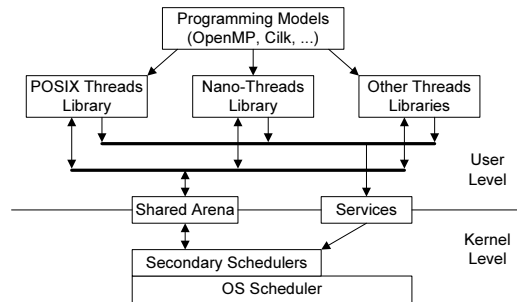 Programming Models
(OpenMP, Cilk, ...)
POSIX Threads
Library
Nano-Threads
Library
Other Threads
Libraries
User
Level
Shared Arena
Services
Kernel
Level
Secondary Schedulers
OS Scheduler